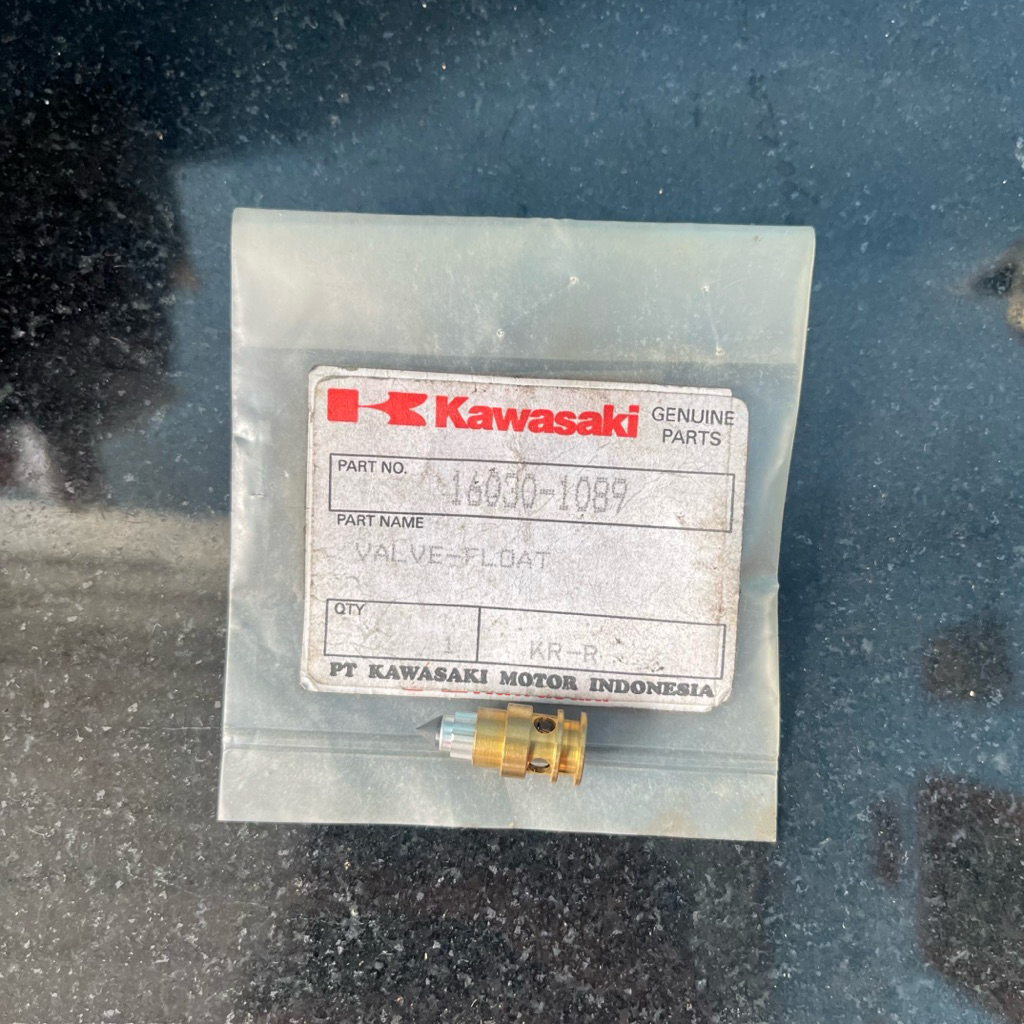 Kawasaki GENUINE PARTS
PART NO. 16030-1089
PART NAME
VALVE-FLOAT
QTY
1 KR-R
PT KAWASAKI MOTOR INDONESIA